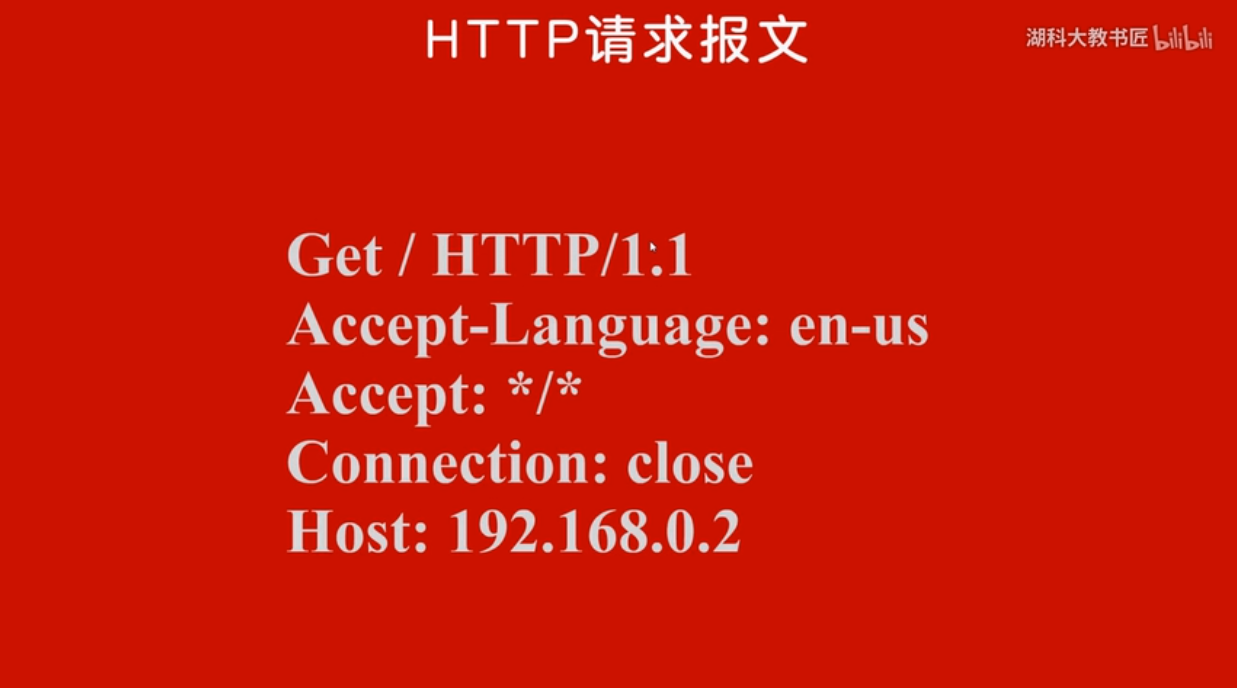 HTTP请求报文
湖科大教书匠 bilibili
Get / HTTP/1.1
Accept-Language: en-us
Accept: */*
Connection: close
Host: 192.168.0.2